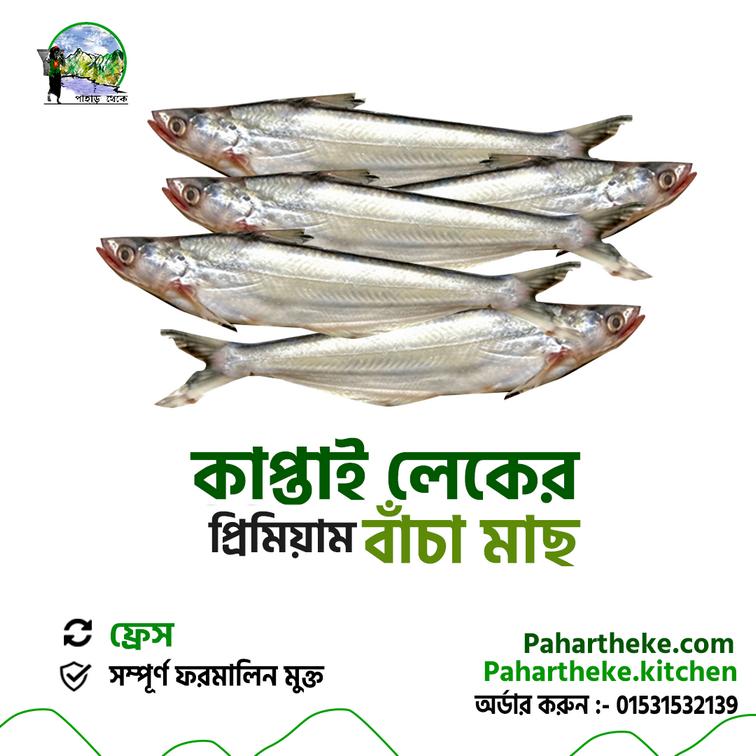 পাহাড় থেকে
কাপ্তাই লেকের
প্রিমিয়াম বাঁচা মাছ
ফ্রেস
সম্পূর্ণ ফরমালিন মুক্ত
Pahartheke.com
Pahartheke.kitchen
অর্ডার করুন :- 01531532139